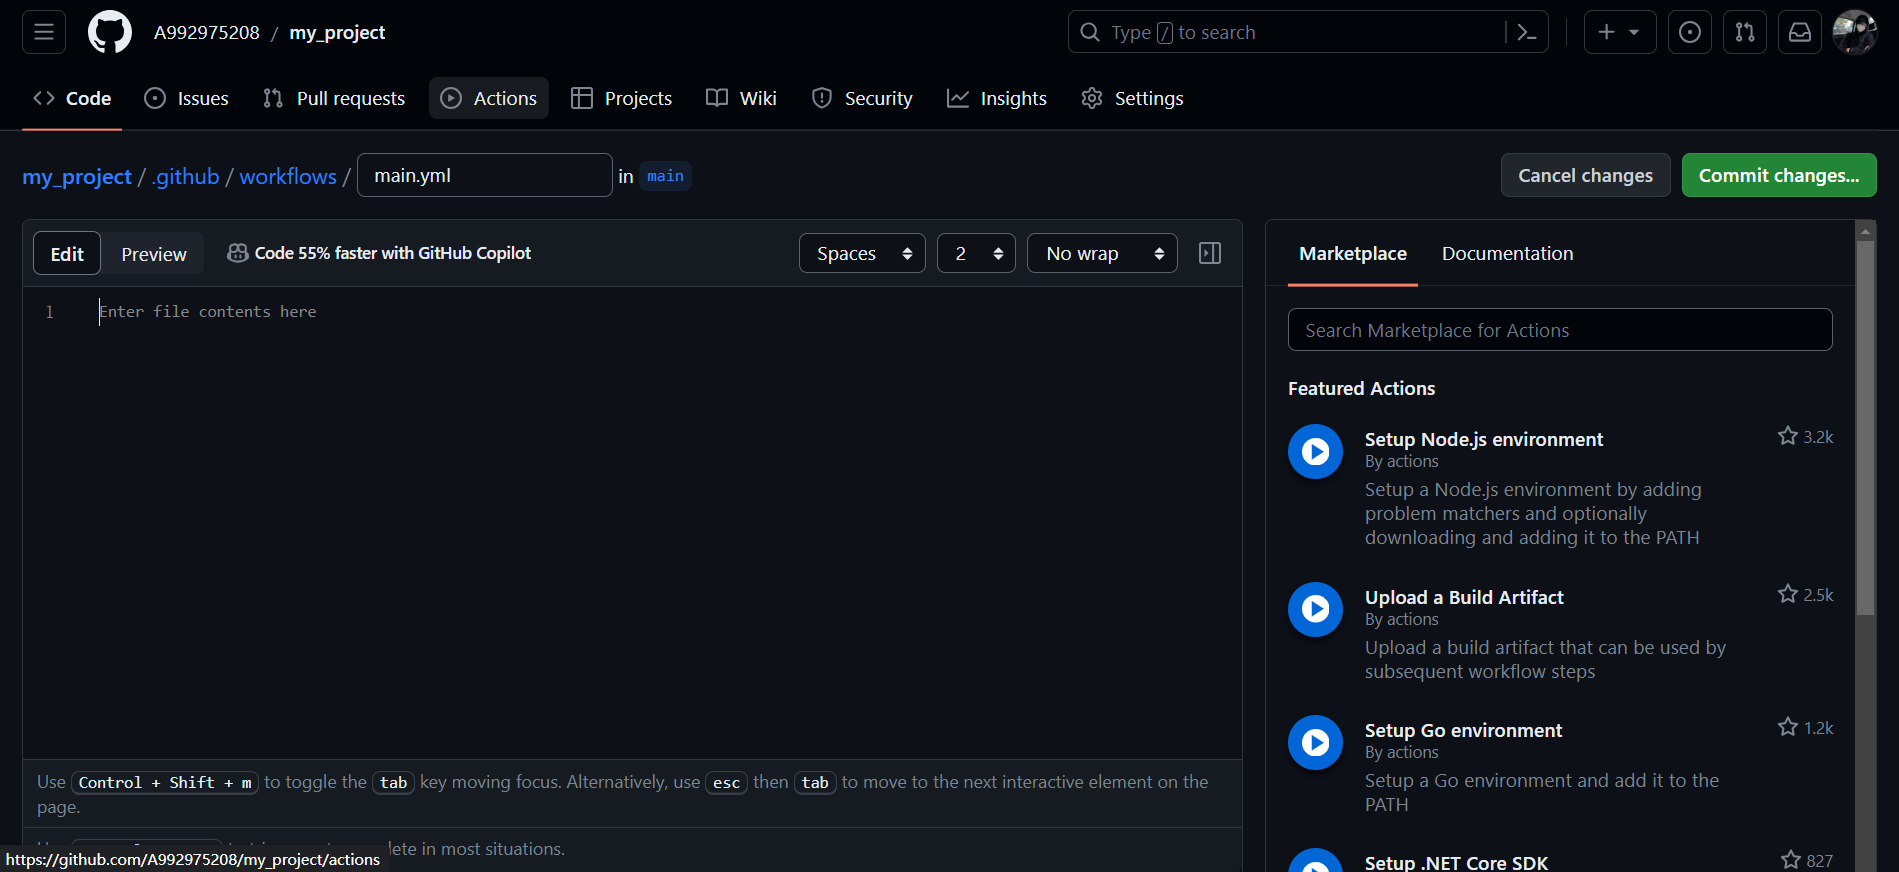 A992975208 / my_project
Type / to search
Code
Issues
Pull requests
Actions
Projects
Wiki
Security
Insights
Settings
my_project / .github / workflows / main.yml in main
Cancel changes
Commit changes...
Edit
Preview
Code 55% faster with GitHub Copilot
Spaces
2
No wrap
1
Enter file contents here
Use Control + Shift + m to toggle the tab key moving focus. Alternatively, use esc then tab to move to the next interactive element on the
page.
lete in most situations.
https://github.com/A992975208/my_project/actions
Marketplace
Documentation
Search Marketplace for Actions
Featured Actions
Setup Node.js environment
3.2k
By actions
Setup a Node.js environment by adding
problem matchers and optionally
downloading and adding it to the PATH
Upload a Build Artifact
2.5k
By actions
Upload a build artifact that can be used by
subsequent workflow steps
Setup Go environment
1.2k
By actions
Setup a Go environment and add it to the
PATH
Setup .NET Core SDK
827